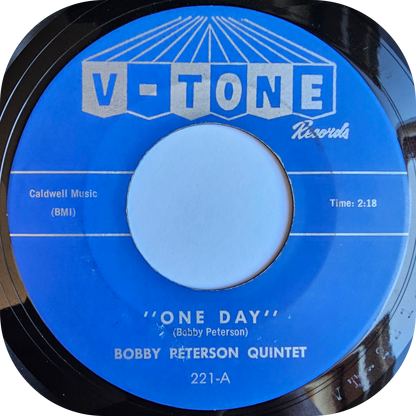 V-TONE
Records
Caldwell Music
(BMI)
Time: 2:18
"ONE DAY"
(Bobby Peterson)
BOBBY PETERSON QUINTET
221-A